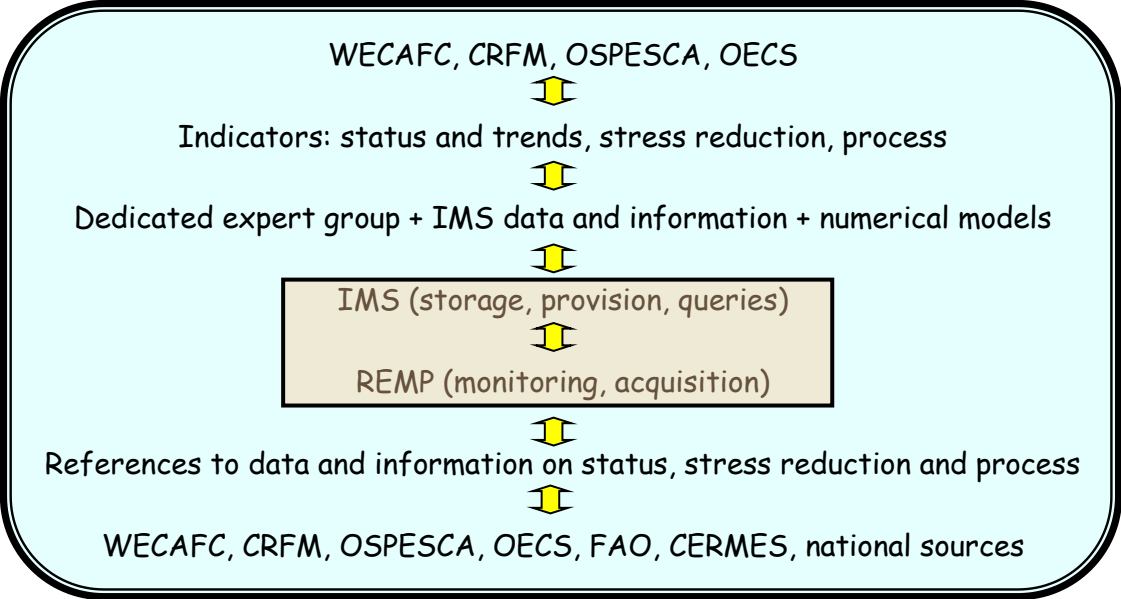 WECAFC, CRFM, OSPESCA, OECS
Indicators: status and trends, stress reduction, process
Dedicated expert group + IMS data and information + numerical models
IMS (storage, provision, queries)
REMP (monitoring, acquisition)
References to data and information on status, stress reduction and process
WECAFC, CRFM, OSPESCA, OECS, FAO, CERMES, national sources